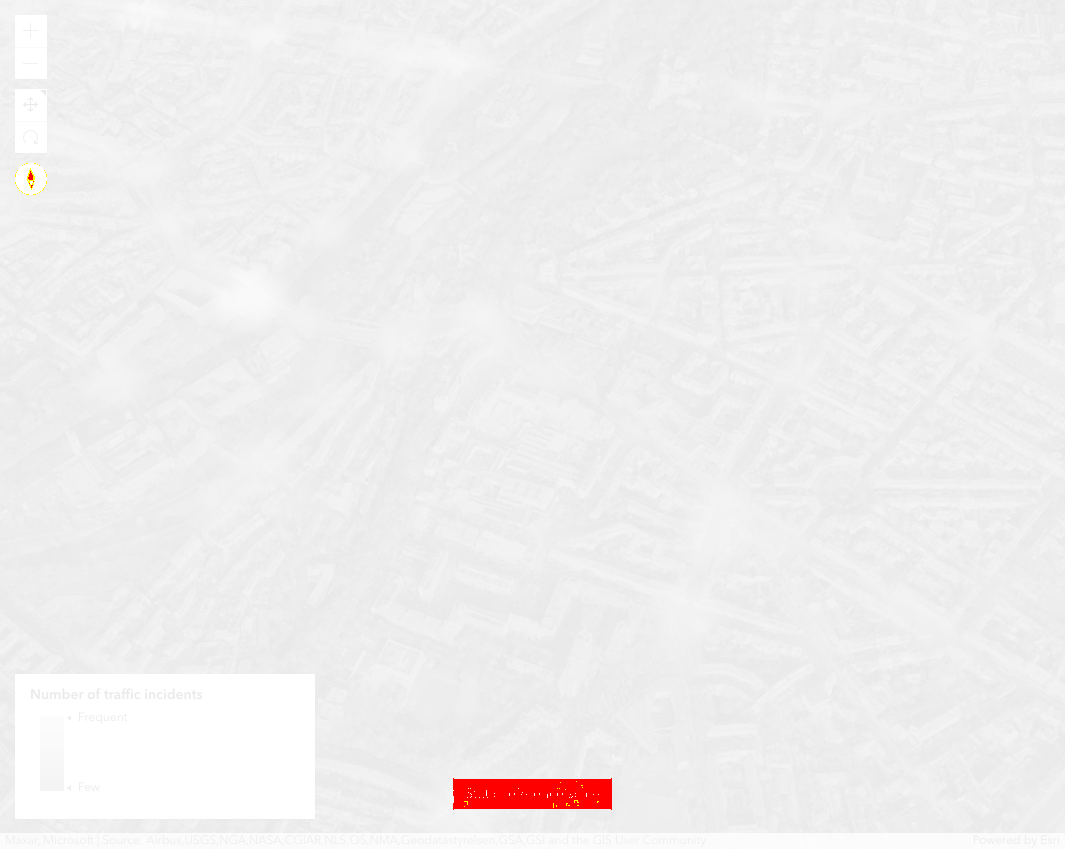 Number of traffic incidents
Frequent
Few
Maxar, Microsoft | Source: Airbus,USGS,NGA,NASA,CGIAR,NLS,OS,NMA,Geodatastyrelsen,GSA,GSI and the GIS User Community
Powered by Esri